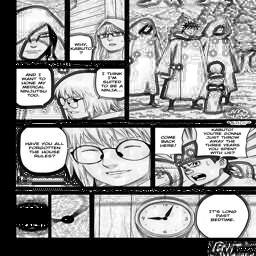 WHY,
KABUTO?
AND I
WANT TO
HONE MY
MEDICAL
NINJUTSU
TOO.
I THINK
I'M
SUITED
TO BE A
NINJA...
HAVE YOU ALL
FORGOTTEN
THE HOUSE
RULES?
COME
BACK
HERE!
KABUTO!
YOU'RE GONNA
JUST THROW
AWAY THE
THREE YEARS
YOU SPENT
WITH US?
IT'S LONG
PAST
BEDTIME.